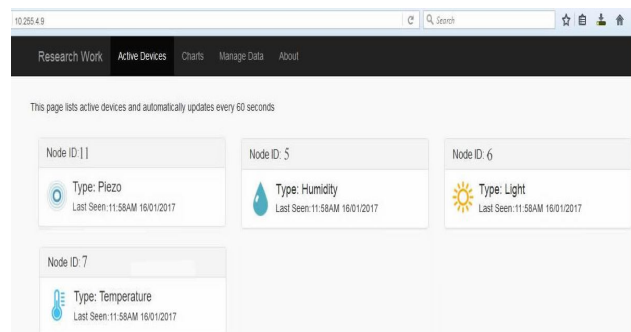 10.255.4.9
Search
Research Work Active Devices Charts Manage Data About
This page lists active devices and automatically updates every 60 seconds
Node ID:11
Type: Piezo
Last Seen:11:58AM 16/01/2017
Node ID: 5
Type: Humidity
Last Seen:11:58AM 16/01/2017
Node ID: 6
Type: Light
Last Seen:11:58AM 16/01/2017
Node ID: 7
Type: Temperature
Last Seen:11:58AM 16/01/2017